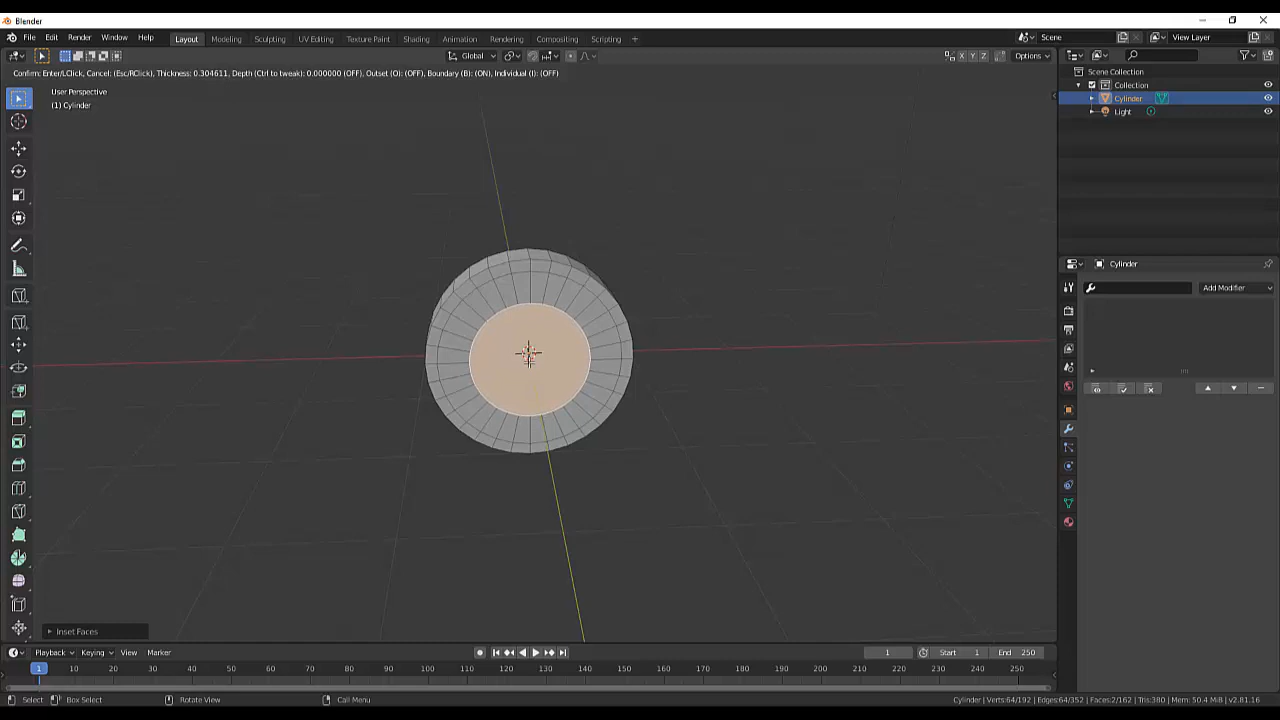 Blender
File Edit Render Window Help Layout Modeling Sculpting UV Editing Texture Paint Shading Animation Rendering Compositing Scripting + Scene View Layer
Global X Y Z Options
Confirm: Enter/LClick, Cancel: (Esc/RClick), Thickness: 0.304611, Depth (Ctrl to tweak): 0.000000 (OFF), Outset (O): (OFF), Boundary (B): (ON), Individual (I): (OFF)
User Perspective
(1) Cylinder
Scene Collection
Collection
Cylinder
Light
Cylinder
Add Modifier
Inset Faces
Playback Keying View Marker 1 Start 1 End 250
1 10 20 30 40 50 60 70 80 90 100 110 120 130 140 150 160 170 180 190 200 210 220 230 240 250
Select Box Select Rotate View Call Menu Cylinder | Verts:64/192 | Edges:64/352 | Faces:2/162 | Tris:380 | Mem: 50.4 MiB | v2.81.16